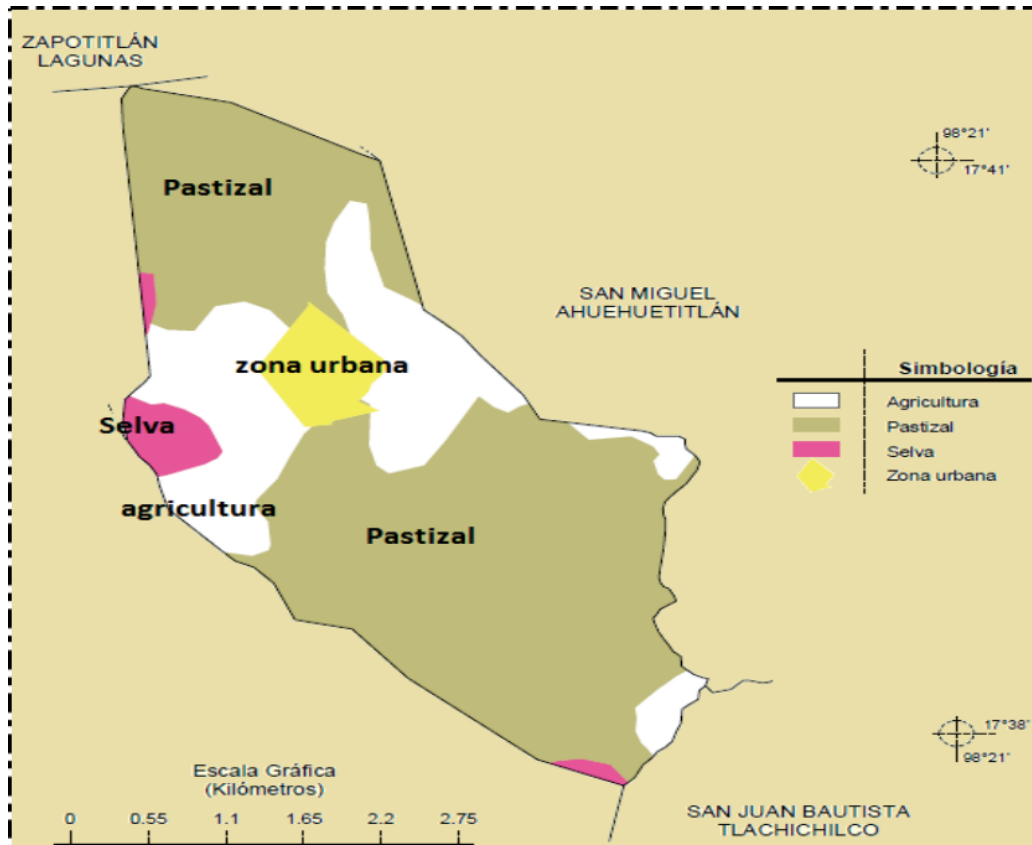 ZAPOTITLÁN
LAGUNAS
98°21'
17°41'
Pastizal
SAN MIGUEL
AHUEHUETITLÁN
zona urbana
Simbología
Agricultura
Pastizal
Selva
Zona urbana
Selva
agricultura
Pastizal
17°38'
98°21'
Escala Gráfica
(Kilómetros)
0 0.55 1.1 1.65 2.2 2.75
SAN JUAN BAUTISTA
TLACHICHILCO